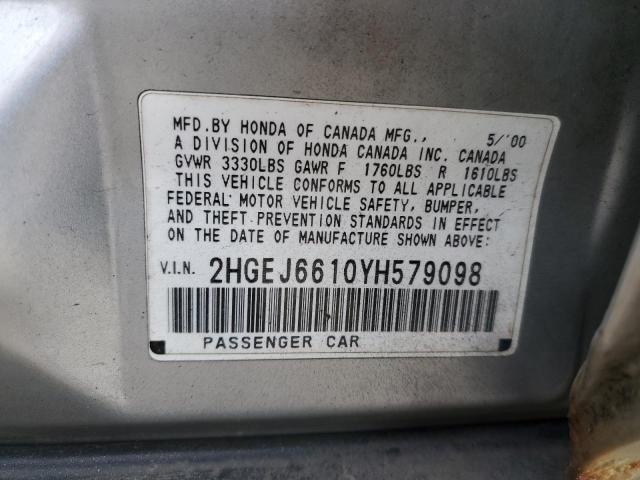 MFD.BY HONDA OF CANADA MFG., 5/'00
A DIVISION OF HONDA CANADA INC. CANADA
GVWR 3330LBS GAWR F 1760LBS R 1610LBS
THIS VEHICLE CONFORMS TO ALL APPLICABLE
FEDERAL MOTOR VEHICLE SAFETY, BUMPER,
AND THEFT PREVENTION STANDARDS IN EFFECT
ON THE DATE OF MANUFACTURE SHOWN ABOVE:
V.I.N. 2HGEJ6610YH579098
PASSENGER CAR